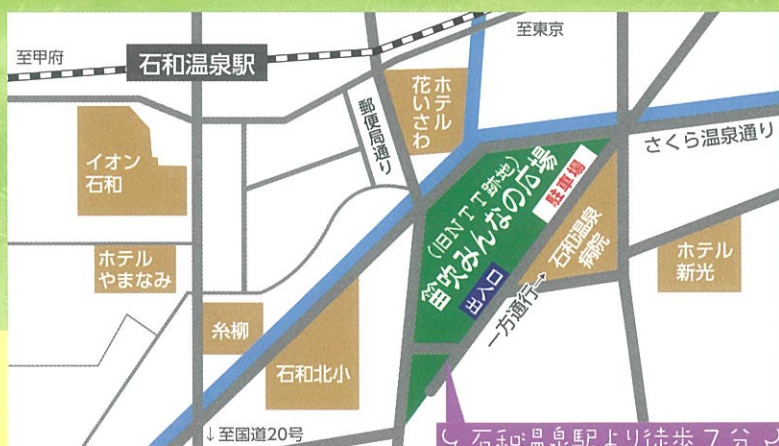 至甲府
石和温泉駅
至東京
イオン
石和
郵便局通り
ホテル
花いさわ
さくら温泉通り
(旧NTT跡地)
笛吹みんなの広場
駐車場
出入口
石和温泉
病院
一方通行→
ホテル
新光
ホテル
やまなみ
糸柳
石和北小
↓至国道20号
石和温泉駅より徒歩7分